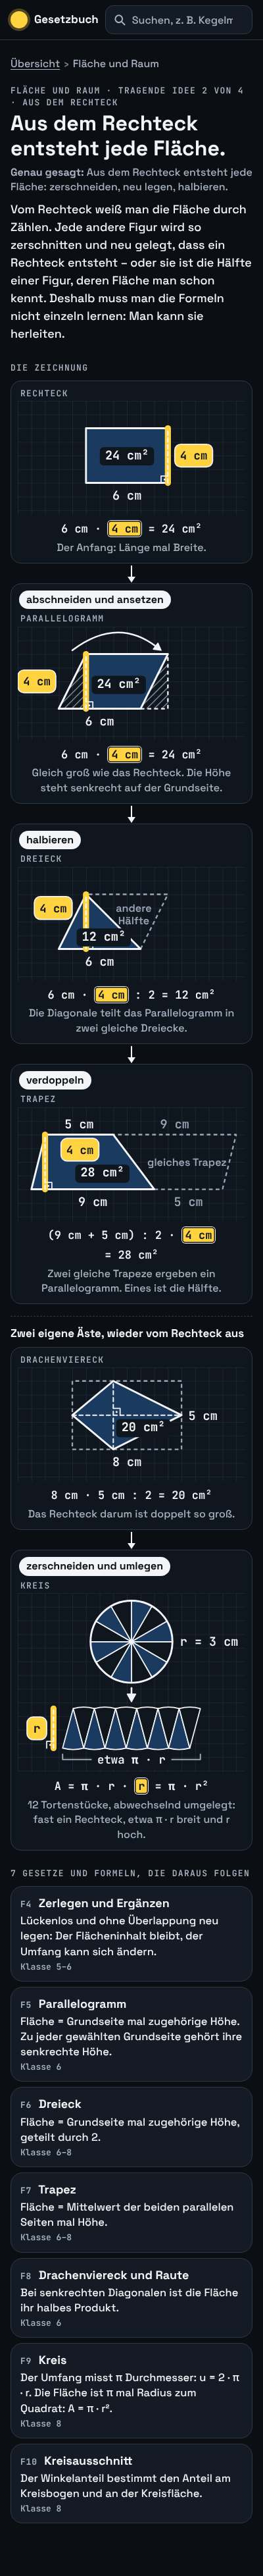 Gesetzbuch
Suchen, z. B. Kegelm
Übersicht > Fläche und Raum
FLÄCHE UND RAUM · TRAGENDE IDEE 2 VON 4
· AUS DEM RECHTECK
Aus dem Rechteck
entsteht jede Fläche.
Genau gesagt: Aus dem Rechteck entsteht jede
Fläche: zerschneiden, neu legen, halbieren.
Vom Rechteck weiß man die Fläche durch
Zählen. Jede andere Figur wird so
zerschnitten und neu gelegt, dass ein
Rechteck entsteht – oder sie ist die Hälfte
einer Figur, deren Fläche man schon
kennt. Deshalb muss man die Formeln
nicht einzeln lernen: Man kann sie
herleiten.
DIE ZEICHNUNG
RECHTECK
24 cm²
4 cm
6 cm
6 cm · 4 cm = 24 cm²
Der Anfang: Länge mal Breite.
abschneiden und ansetzen
PARALLELOGRAMM
4 cm
24 cm²
6 cm
6 cm · 4 cm = 24 cm²
Gleich groß wie das Rechteck. Die Höhe
steht senkrecht auf der Grundseite.
halbieren
DREIECK
4 cm
andere
Hälfte
12 cm²
6 cm
6 cm · 4 cm : 2 = 12 cm²
Die Diagonale teilt das Parallelogramm in
zwei gleiche Dreiecke.
verdoppeln
TRAPEZ
5 cm
9 cm
4 cm
28 cm²
gleiches Trapez
9 cm
5 cm
(9 cm + 5 cm) : 2 · 4 cm
= 28 cm²
Zwei gleiche Trapeze ergeben ein
Parallelogramm. Eines ist die Hälfte.
Zwei eigene Äste, wieder vom Rechteck aus
DRACHENVIERECK
5 cm
20 cm²
8 cm
8 cm · 5 cm : 2 = 20 cm²
Das Rechteck darum ist doppelt so groß.
zerschneiden und umlegen
KREIS
r = 3 cm
r
etwa π · r
A = π · r · r = π · r²
12 Tortenstücke, abwechselnd umgelegt:
fast ein Rechteck, etwa π · r breit und r
hoch.
7 GESETZE UND FORMELN, DIE DARAUS FOLGEN
F4 Zerlegen und Ergänzen
Lückenlos und ohne Überlappung neu
legen: Der Flächeninhalt bleibt, der
Umfang kann sich ändern.
Klasse 5–6
F5 Parallelogramm
Fläche = Grundseite mal zugehörige Höhe.
Zu jeder gewählten Grundseite gehört ihre
senkrechte Höhe.
Klasse 6
F6 Dreieck
Fläche = Grundseite mal zugehörige Höhe,
geteilt durch 2.
Klasse 6–8
F7 Trapez
Fläche = Mittelwert der beiden parallelen
Seiten mal Höhe.
Klasse 6–8
F8 Drachenviereck und Raute
Bei senkrechten Diagonalen ist die Fläche
ihr halbes Produkt.
Klasse 6
F9 Kreis
Der Umfang misst π Durchmesser: u = 2 · π
· r. Die Fläche ist π mal Radius zum
Quadrat: A = π · r².
Klasse 8
F10 Kreisausschnitt
Der Winkelanteil bestimmt den Anteil am
Kreisbogen und an der Kreisfläche.
Klasse 8